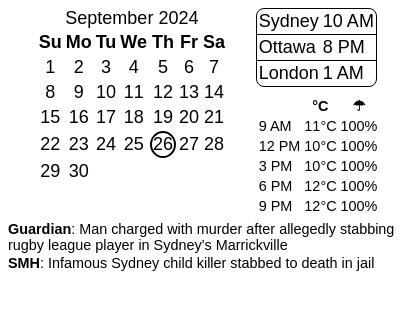 September 2024
Su Mo Tu We Th Fr Sa
1 2 3 4 5 6 7
8 9 10 11 12 13 14
15 16 17 18 19 20 21
22 23 24 25 26 27 28
29 30
Sydney 10 AM
Ottawa 8 PM
London 1 AM
°C ☂
9 AM 11°C 100%
12 PM 10°C 100%
3 PM 10°C 100%
6 PM 12°C 100%
9 PM 12°C 100%
Guardian: Man charged with murder after allegedly stabbing
rugby league player in Sydney’s Marrickville
SMH: Infamous Sydney child killer stabbed to death in jail